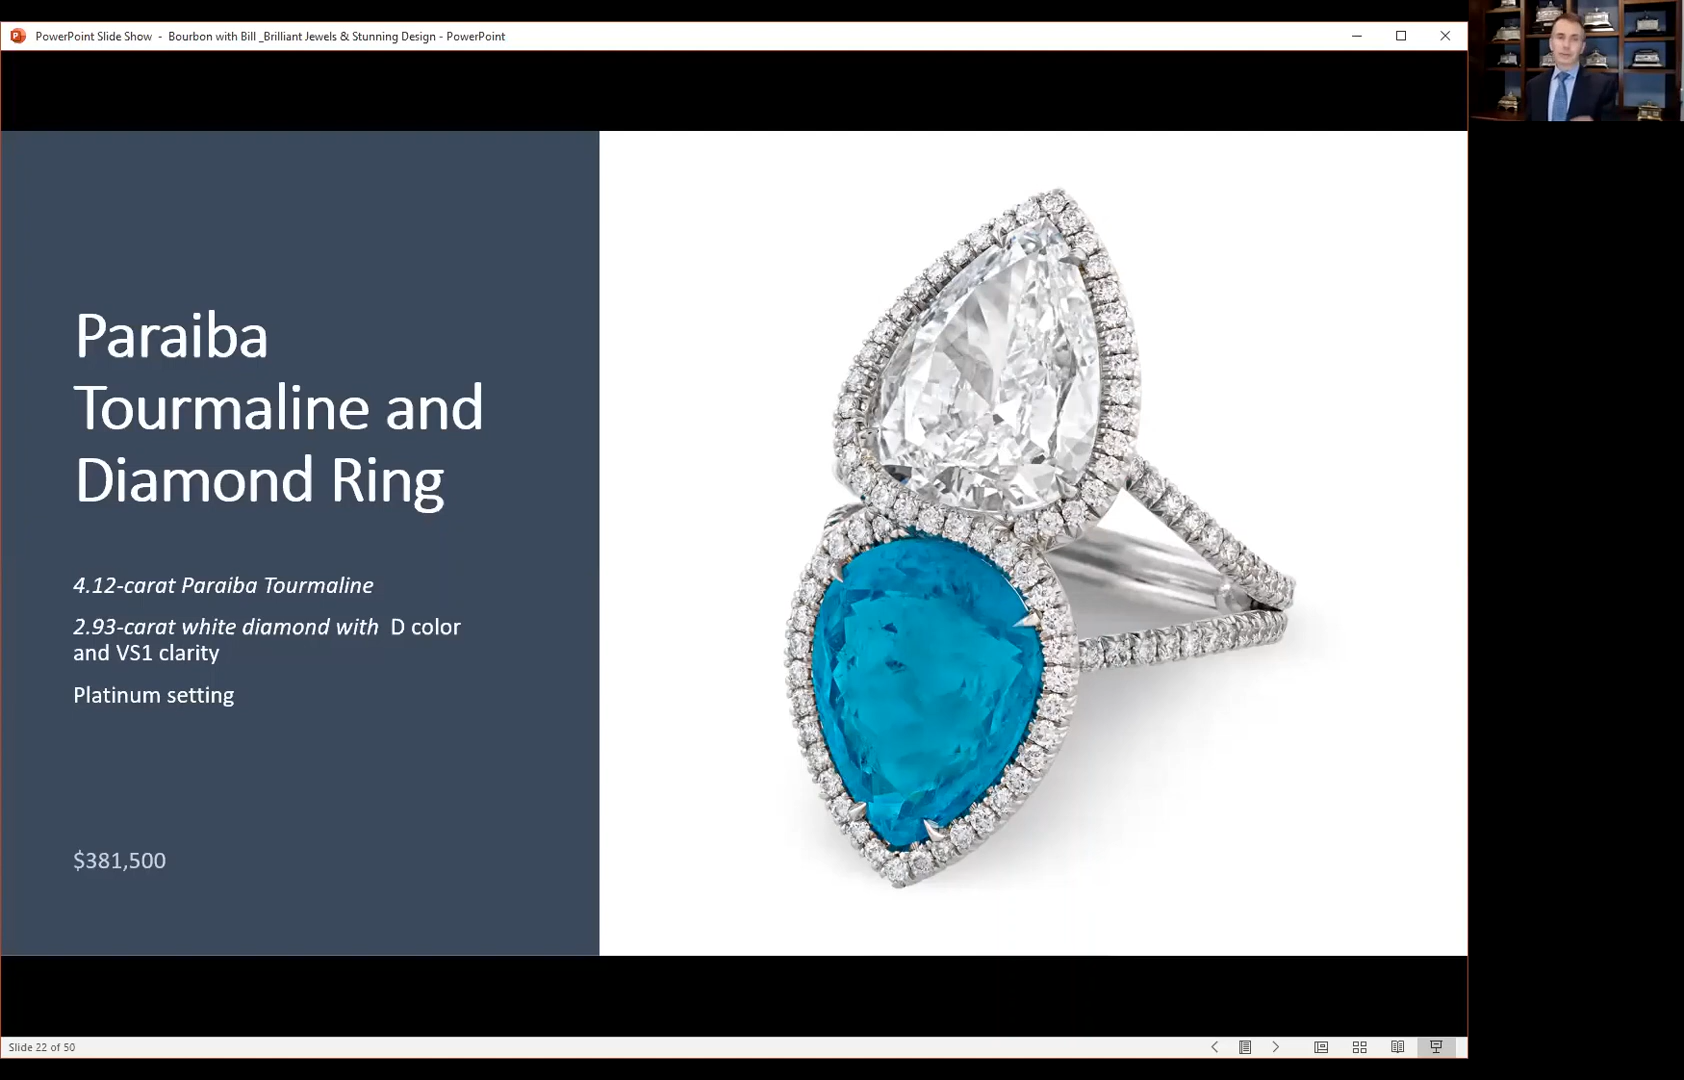 PowerPoint Slide Show - Bourbon with Bill _Brilliant Jewels & Stunning Design - PowerPoint
Paraiba
Tourmaline and
Diamond Ring
4.12-carat Paraiba Tourmaline
2.93-carat white diamond with D color
and VS1 clarity
Platinum setting
$381,500
Slide 22 of 50